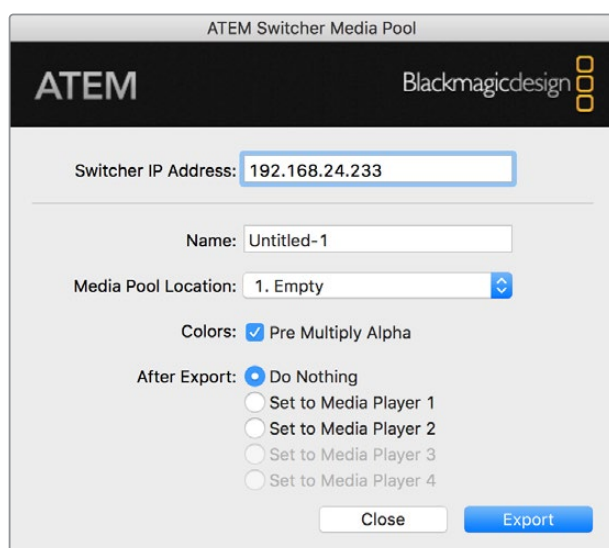 ATEM Switcher Media Pool
ATEM
Blackmagicdesign
Switcher IP Address: 192.168.24.233
Name: Untitled-1
Media Pool Location: 1. Empty
Colors: Pre Multiply Alpha
After Export: Do Nothing
Set to Media Player 1
Set to Media Player 2
Set to Media Player 3
Set to Media Player 4
Close Export